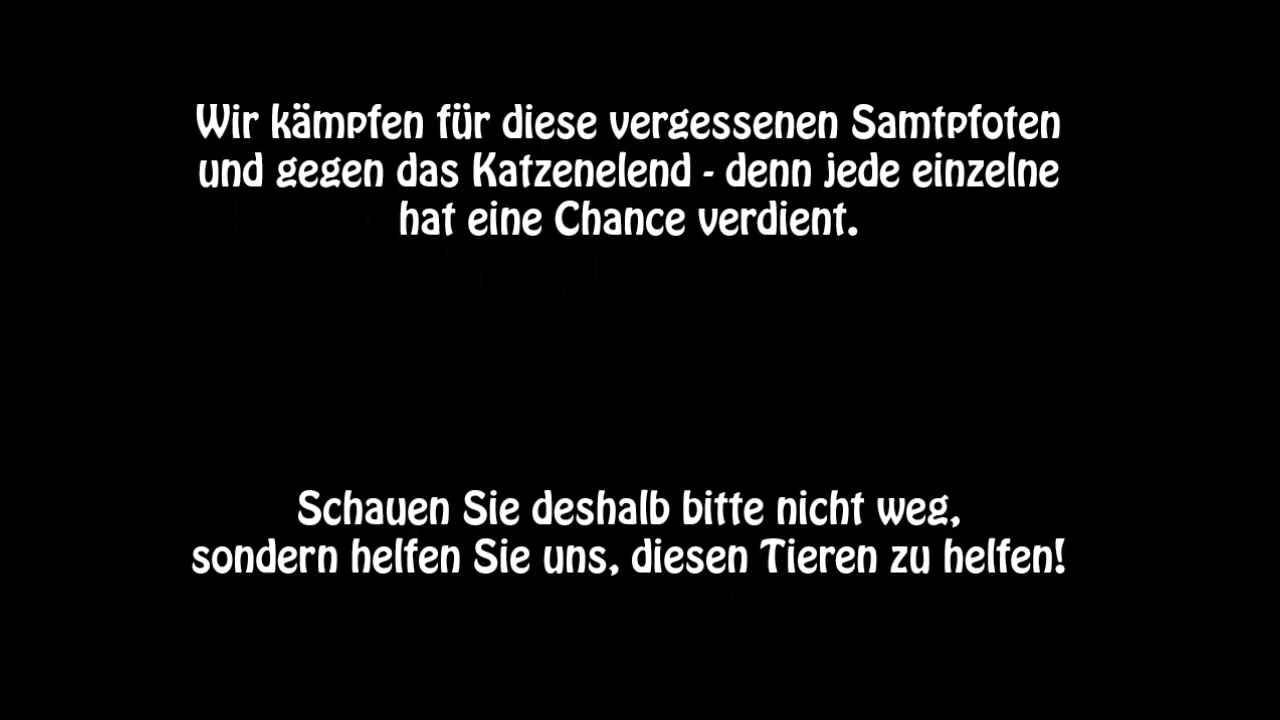 Wir kämpfen für diese vergessenen Samtpfoten
und gegen das Katzenelend - denn jede einzelne
hat eine Chance verdient.
Schauen Sie deshalb bitte nicht weg,
sondern helfen Sie uns, diesen Tieren zu helfen!